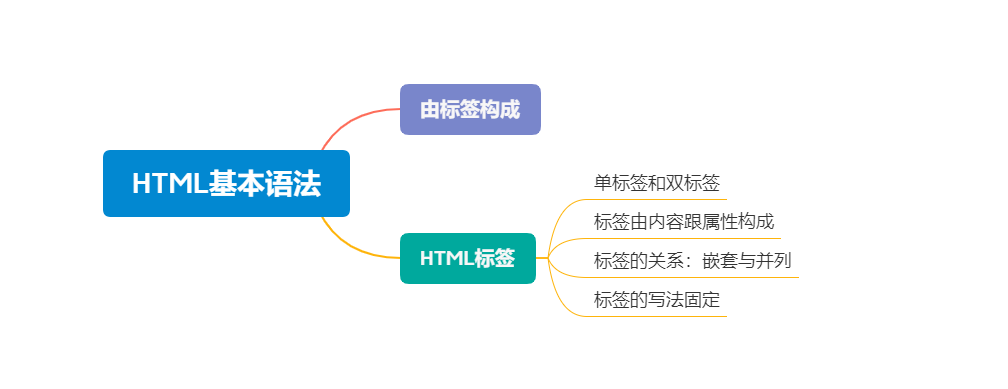 由标签构成
HTML基本语法
HTML标签
单标签和双标签
标签由内容跟属性构成
标签的关系：嵌套与并列
标签的写法固定